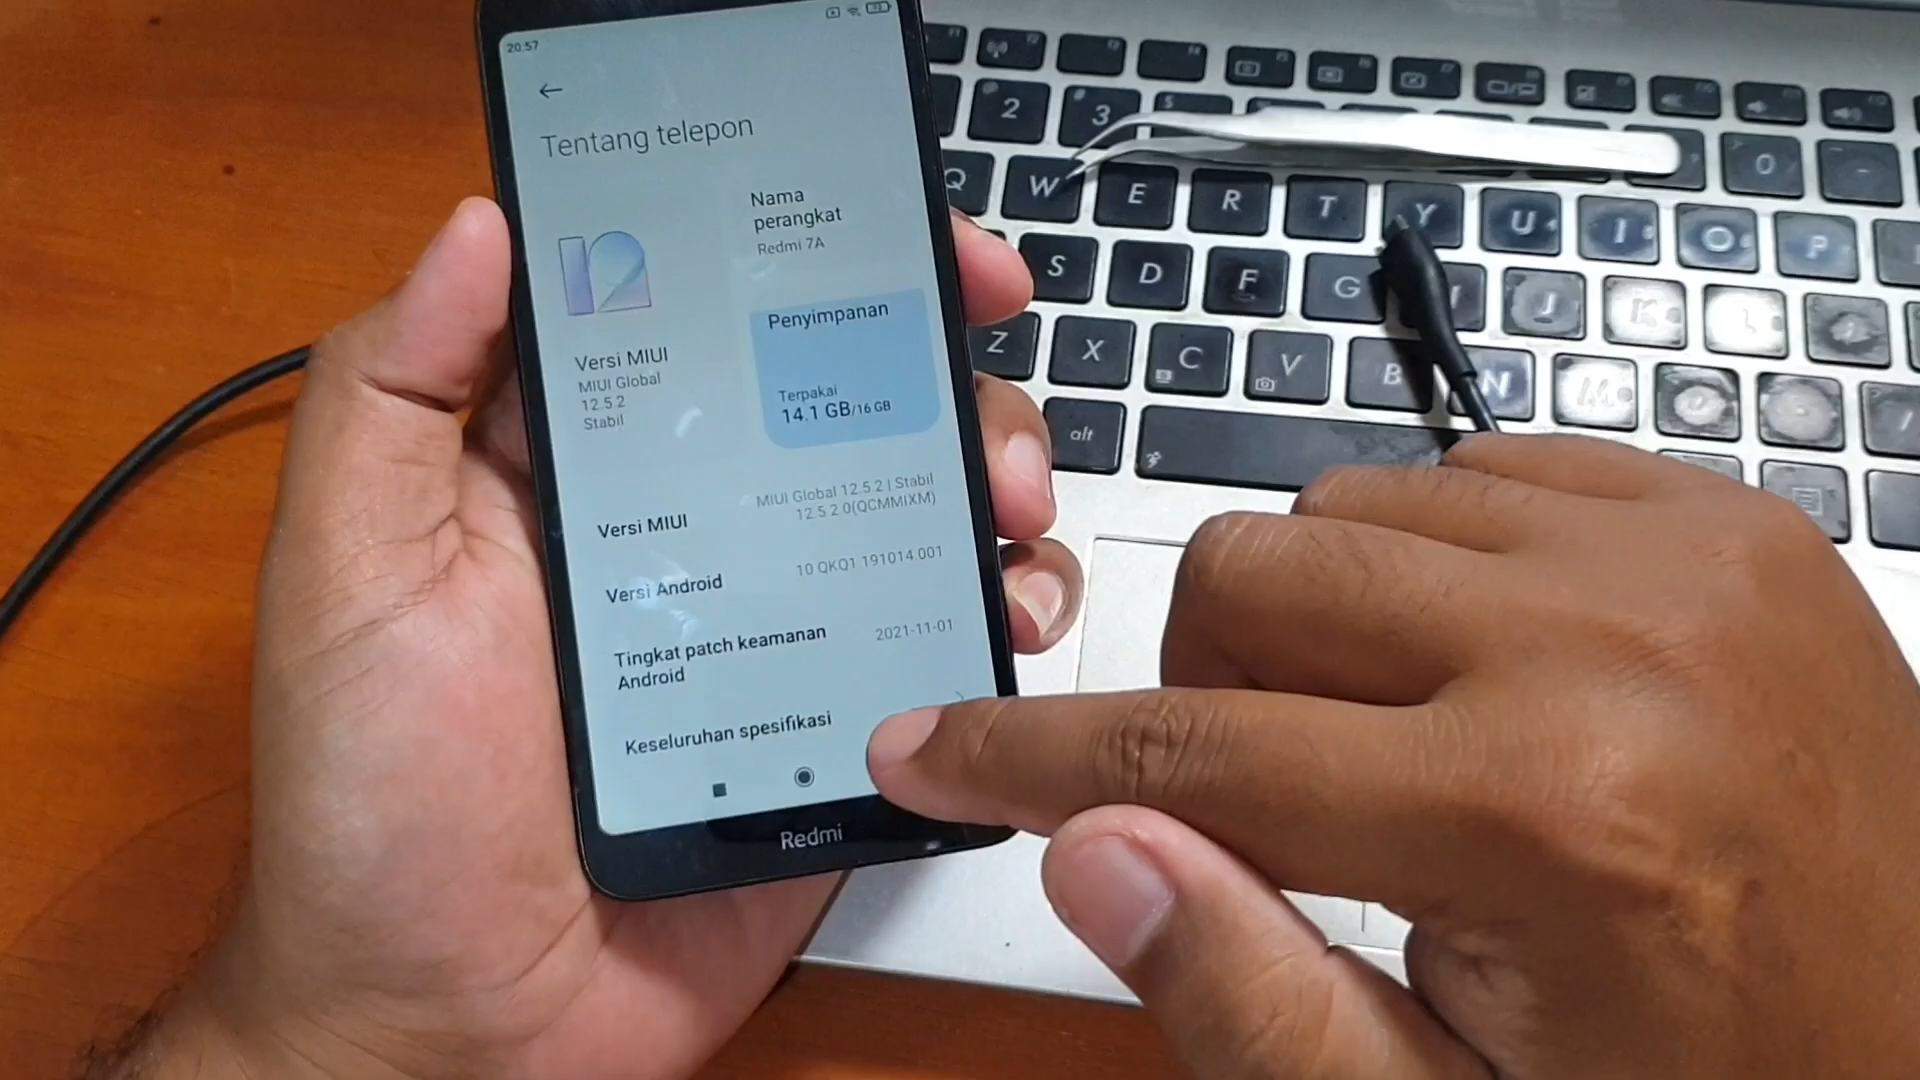 20:57
Tentang telepon
12
Nama
perangkat
Redmi 7A
Penyimpanan
Terpakai
14.1 GB/16 GB
Versi MIUI
MIUI Global
12.5.2
Stabil
Versi MIUI
MIUI Global 12.5.2 | Stabil
12.5.2.0(QCMMIXM)
Versi Android
10 QKQ1.191014.001
Tingkat patch keamanan
Android
2021-11-01
Keseluruhan spesifikasi
Redmi
2 3 0
Q W E R T Y U I O P
S D F G J K L
Z X C V B N M
alt